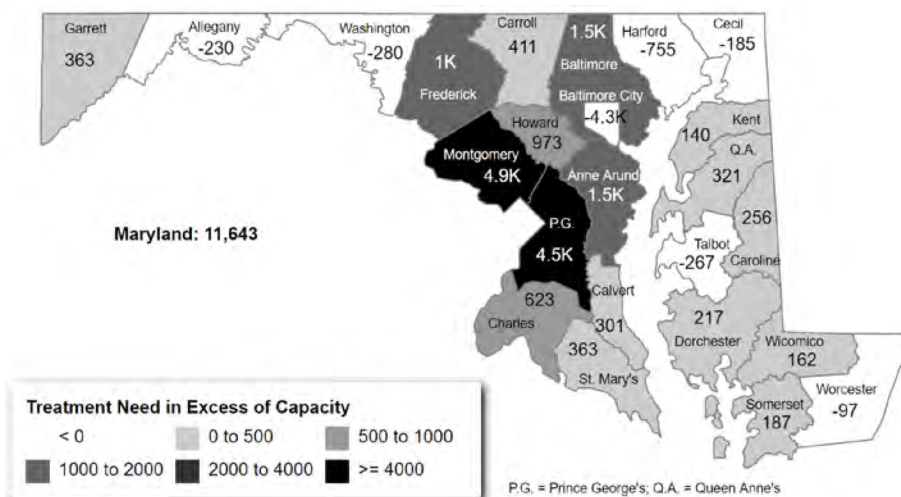 Garrett
363
Allegany
-230
Washington
-280
1K
Frederick
Carroll
411
1.5K
Baltimore
Harford
-755
Cecil
-185
Baltimore City
-4.3K
Howard
973
Montgomery
4.9K
Anne Arund
1.5K
P.G.
4.5K
Kent
140
Q.A.
321
256
Caroline
Talbot
-267
Maryland: 11,643
623
Charles
Calvert
301
363
St. Mary's
217
Dorchester
Wicomico
162
Worcester
-97
Somerset
187
Treatment Need in Excess of Capacity
< 0
0 to 500
500 to 1000
1000 to 2000
2000 to 4000
>= 4000
P.G. = Prince George's; Q.A. = Queen Anne's